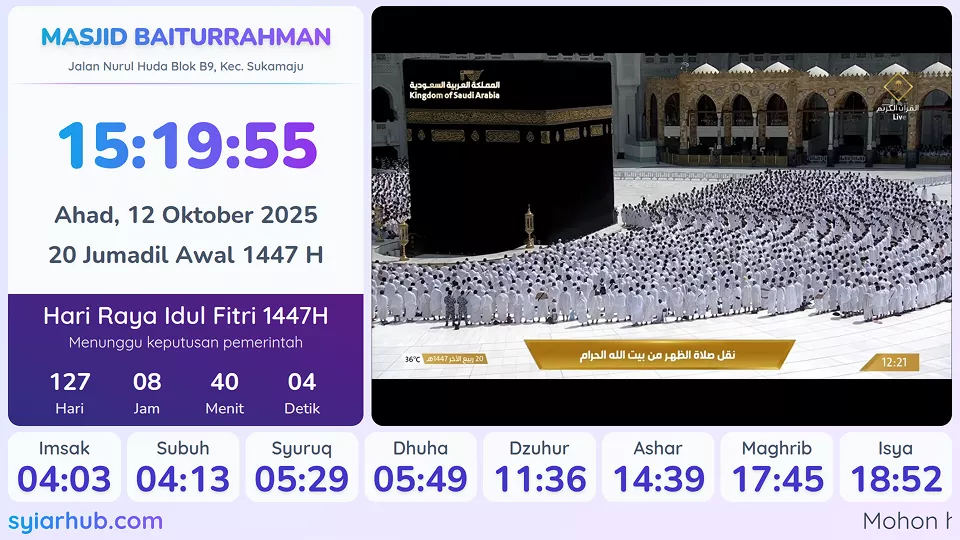 MASJID BAITURRAHMAN
Jalan Nurul Huda Blok B9, Kec. Sukamaju
15:19:55
Ahad, 12 Oktober 2025
20 Jumadil Awal 1447 H
Hari Raya Idul Fitri 1447H
Menunggu keputusan pemerintah
127 08 40 04
Hari Jam Menit Detik
المملكة العربية السعودية
Kingdom of Saudi Arabia
القرآن الكريم
Live
نقل صلاة الظهر من بيت الله الحرام
36°C
20 ربيع الآخر 1447هـ
12:21
Imsak Subuh Syuruq Dhuha Dzuhur Ashar Maghrib Isya
04:03 04:13 05:29 05:49 11:36 14:39 17:45 18:52
syiarhub.com
Mohon h